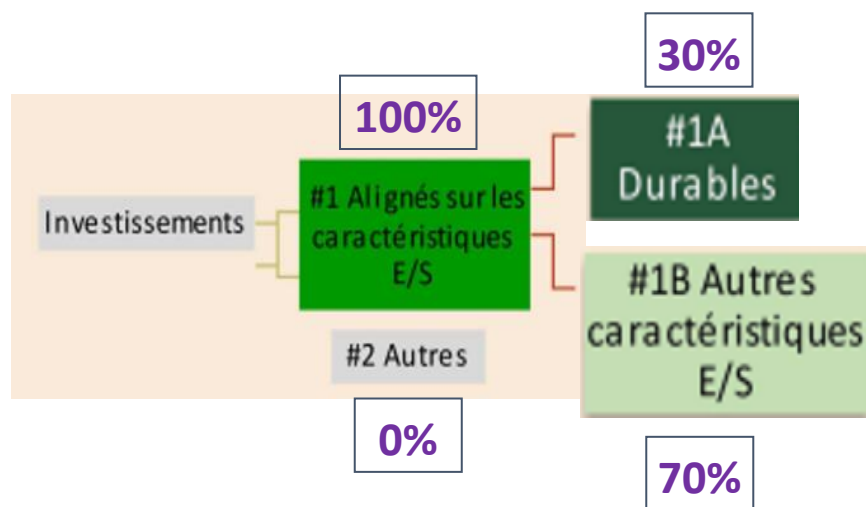 30%
100%
#1A
Durables
Investissements
#1 Alignés sur les
caractéristiques
E/S
#1B Autres
caractéristiques
E/S
#2 Autres
0%
70%